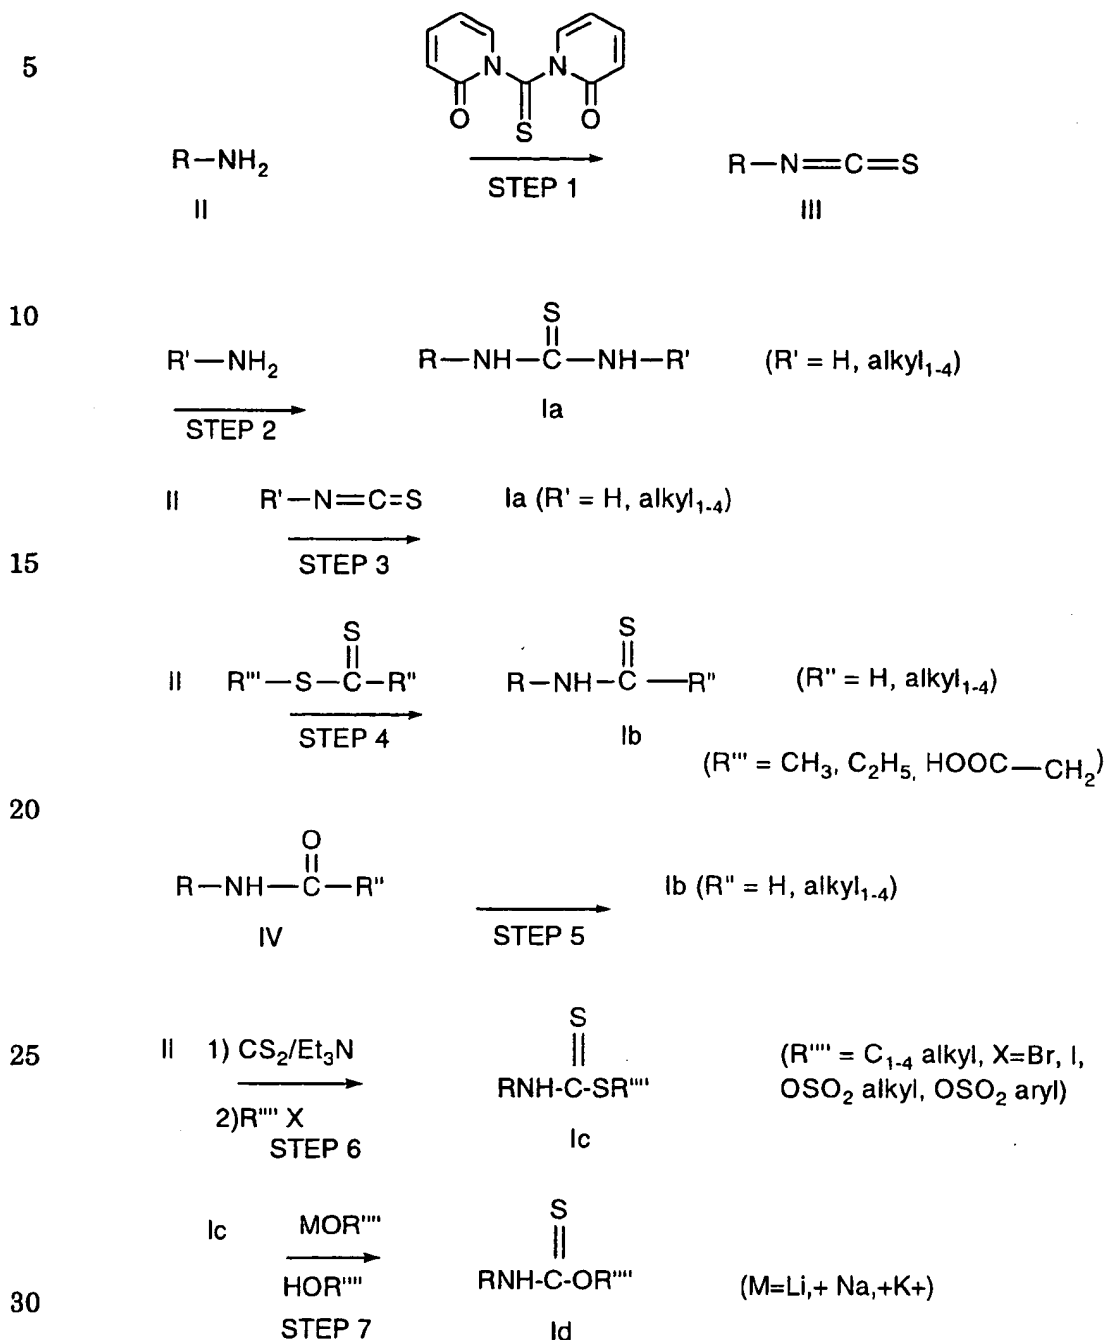 5
N N
O S O
R—NH₂ STEP 1 R—N=C=S
II III
10
S
R'—NH₂ R—NH—C—NH—R' (R' = H, alkyl₁₋₄)
STEP 2 Ia
II R'—N=C=S Ia (R' = H, alkyl₁₋₄)
15
STEP 3
S S
II R'''—S—C—R'' R—NH—C—R'' (R'' = H, alkyl₁₋₄)
STEP 4 Ib
(R''' = CH₃, C₂H₅, HOOC—CH₂)
20
O
R—NH—C—R'' Ib (R'' = H, alkyl₁₋₄)
IV STEP 5
S
25 II 1) CS₂/Et₃N (R'''' = C₁₋₄ alkyl, X=Br, I,
RNH-C-SR'''' OSO₂ alkyl, OSO₂ aryl)
2)R'''' X
STEP 6 Ic
S
Ic MOR''''
HOR'''' RNH-C-OR'''' (M=Li,+ Na,+K+)
30
STEP 7 Id